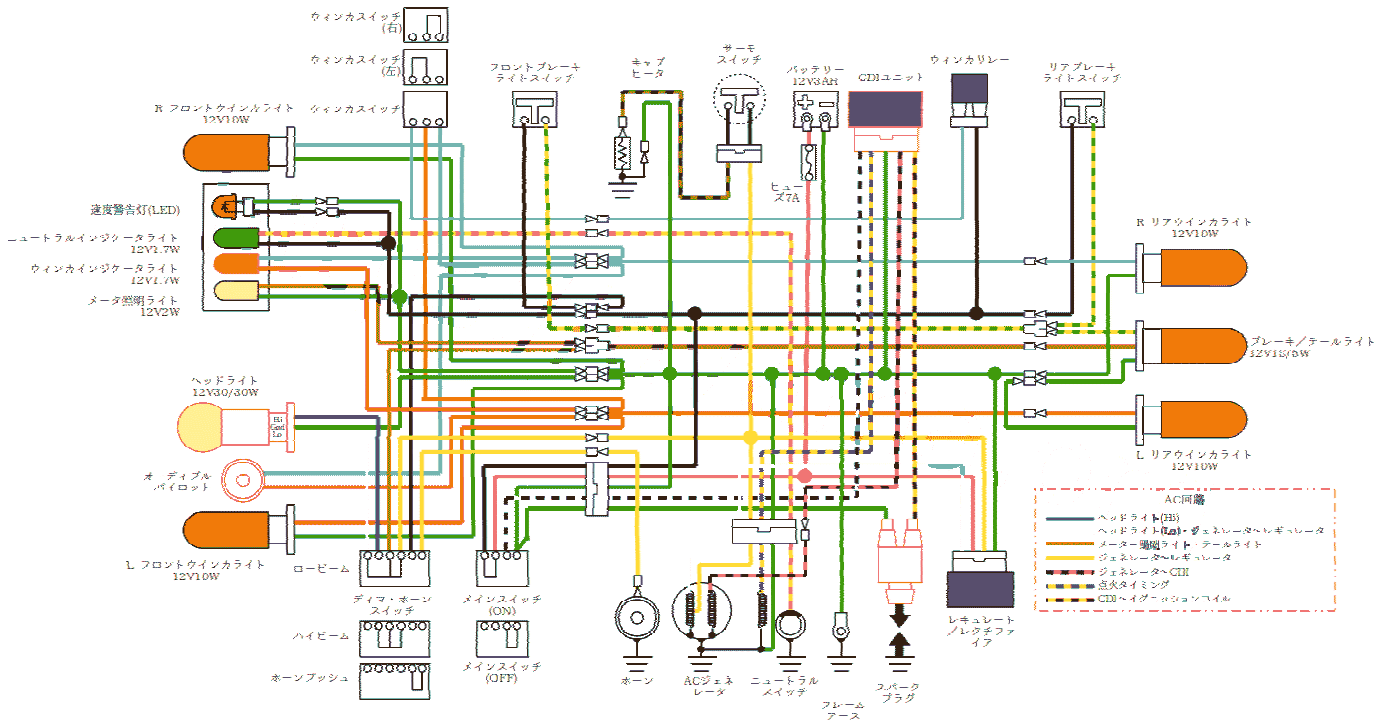 ウィンカスイッチ
(右)
ウィンカスイッチ
(左)
ウィンカスイッチ
フロントブレーキ
ライトスイッチ
キャブ
ヒータ
サーモ
スイッチ
バッテリー
12V3AH
CDIユニット
ウィンカリレー
リアブレーキ
ライトスイッチ
R フロントウインカライト
12V10W
ヒュー
ズ7A
速度警告灯(LED)
ニュートラルインジケータライト
12V1.7W
ウィンカインジケータライト
12V1.7W
メータ照明ライト
12V2W
R リアウインカライト
12V10W
ブレーキ/テールライト
ヘッドライト
12V30/30W
Hi
Gnd
Lo
L リアウインカライト
12V10W
パイロット
L フロントウインカライト
12V10W
AC回路
ヘッドライト(Hi)
ヘッドライト(Lo)・ジェネレータ～レギュレータ
メーター照明ライト・テールライト
ジェネレータ～レギュレータ
ジェネレータ～CDI
点火タイミング
CDI～イグニッションコイル
ロービーム
ディマ・ホーン
スイッチ
メインスイッチ
(ON)
ハイビーム
メインスイッチ
(OFF)
ホーンプッシュ
ホーン
ACジェネ
レータ
ニュートラル
スイッチ
フレーム
アース
スパーク
プラグ
レギュレート
/レクチファ
イア